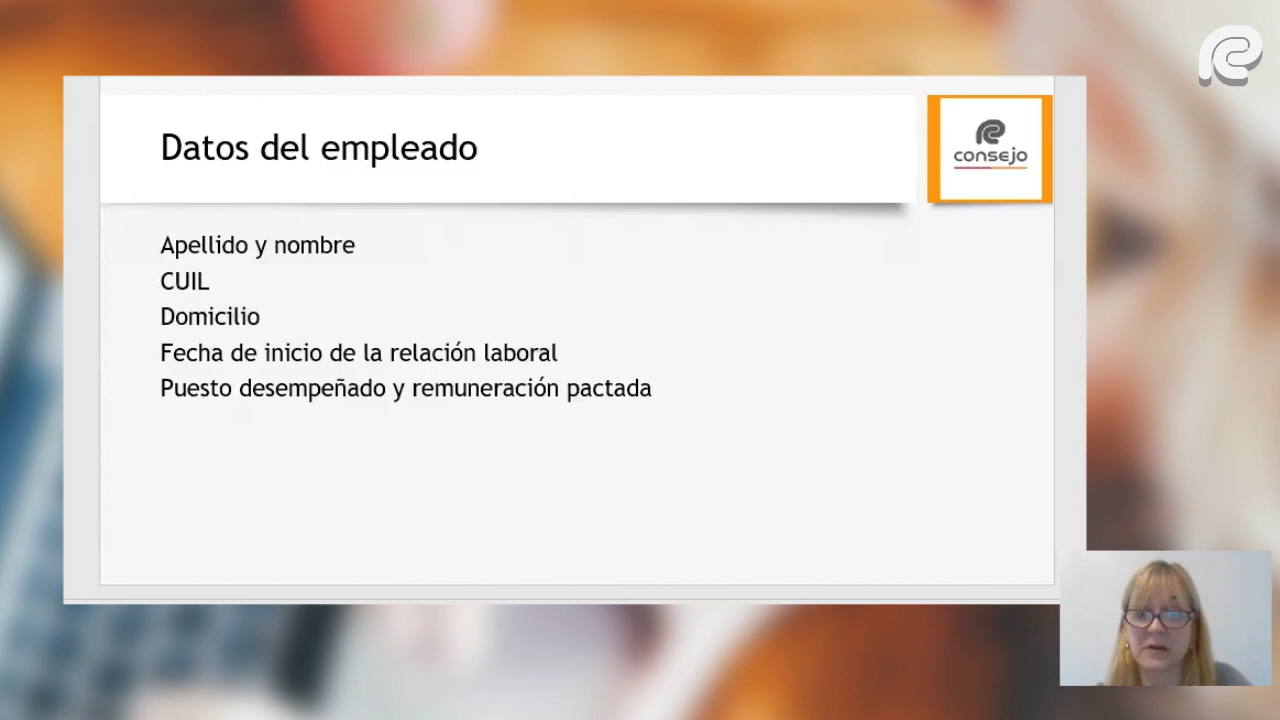 Datos del empleado
consejo
Apellido y nombre
CUIL
Domicilio
Fecha de inicio de la relación laboral
Puesto desempeñado y remuneración pactada